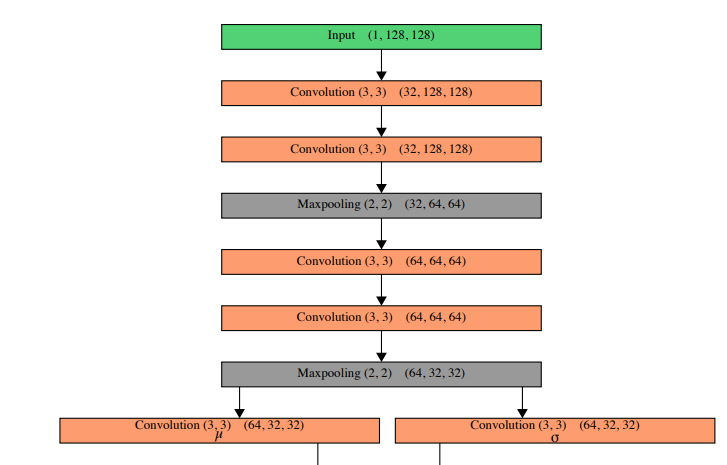 Input (1, 128, 128)
Convolution (3, 3) (32, 128, 128)
Convolution (3, 3) (32, 128, 128)
Maxpooling (2, 2) (32, 64, 64)
Convolution (3, 3) (64, 64, 64)
Convolution (3, 3) (64, 64, 64)
Maxpooling (2, 2) (64, 32, 32)
Convolution (3, 3) (64, 32, 32)
μ
Convolution (3, 3) (64, 32, 32)
σ